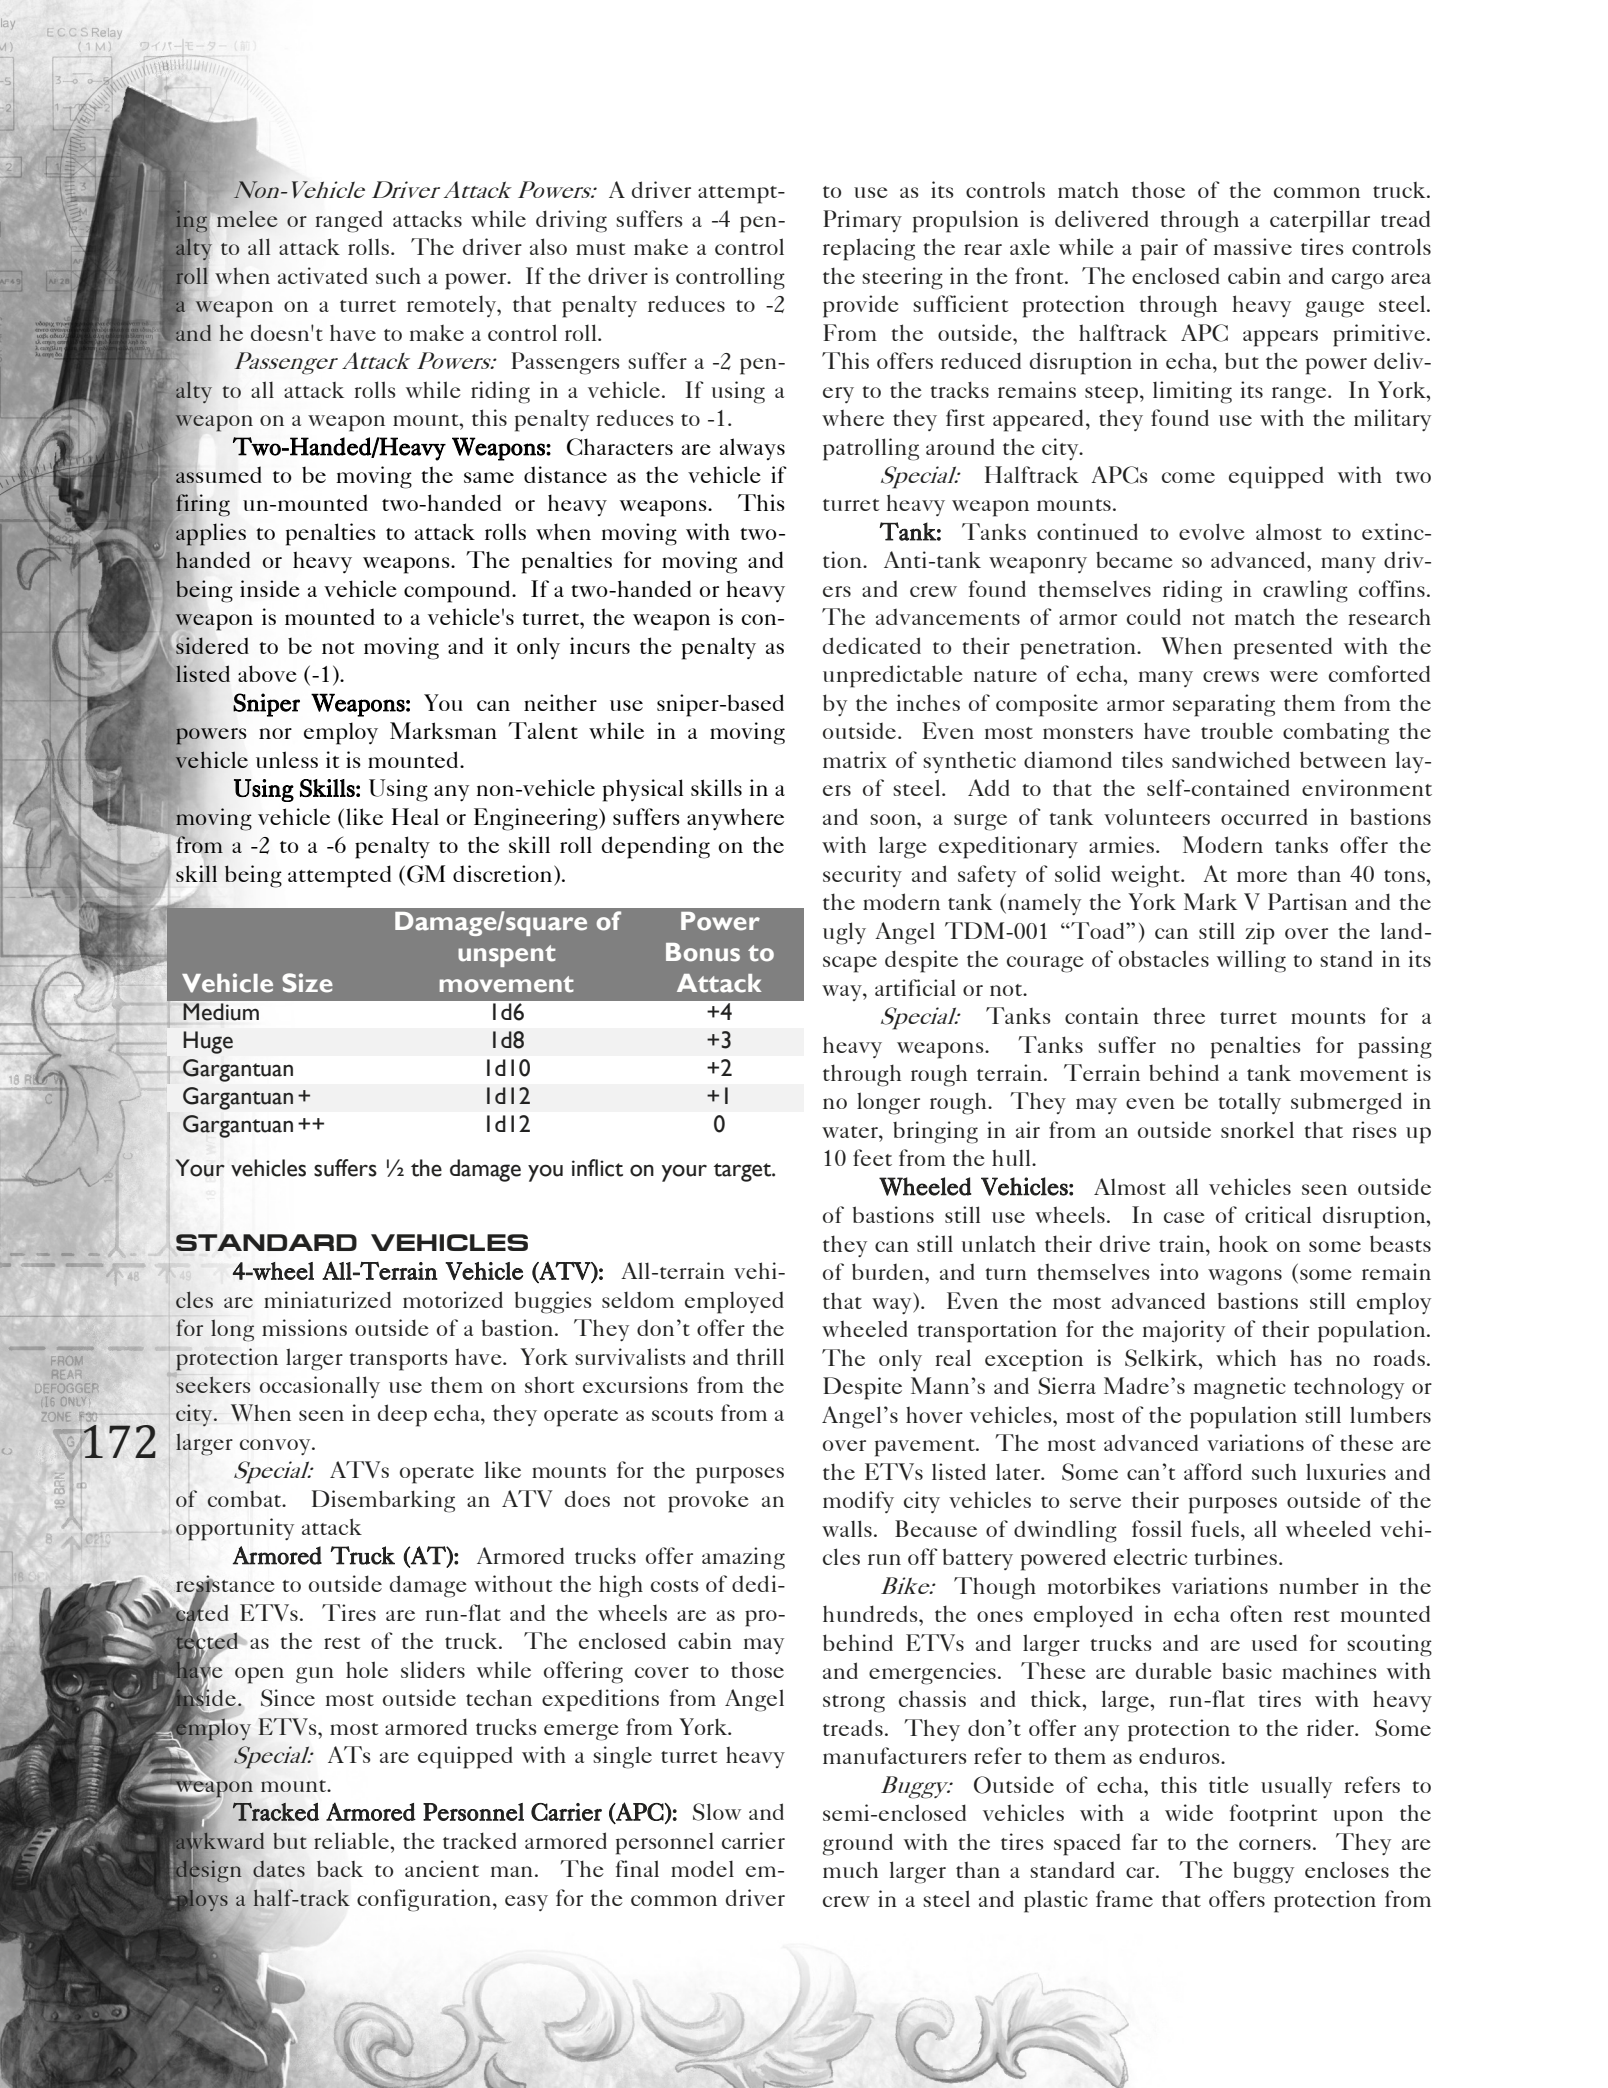 ECCS Relay
(1M)
ワイパーモーター (前)
Non-Vehicle Driver Attack Powers: A driver attempt-
ing melee or ranged attacks while driving suffers a -4 pen-
alty to all attack rolls. The driver also must make a control
roll when activated such a power. If the driver is controlling
a weapon on a turret remotely, that penalty reduces to -2
and he doesn't have to make a control roll.
Passenger Attack Powers: Passengers suffer a -2 pen-
alty to all attack rolls while riding in a vehicle. If using a
weapon on a weapon mount, this penalty reduces to -1.
Two-Handed/Heavy Weapons: Characters are always
assumed to be moving the same distance as the vehicle if
firing un-mounted two-handed or heavy weapons. This
applies to penalties to attack rolls when moving with two-
handed or heavy weapons. The penalties for moving and
being inside a vehicle compound. If a two-handed or heavy
weapon is mounted to a vehicle's turret, the weapon is con-
sidered to be not moving and it only incurs the penalty as
listed above (-1).
Sniper Weapons: You can neither use sniper-based
powers nor employ Marksman Talent while in a moving
vehicle unless it is mounted.
Using Skills: Using any non-vehicle physical skills in a
moving vehicle (like Heal or Engineering) suffers anywhere
from a -2 to a -6 penalty to the skill roll depending on the
skill being attempted (GM discretion).
Vehicle Size Damage/square of unspent movement Power Bonus to Attack
Medium 1d6 +4
Huge 1d8 +3
Gargantuan 1d10 +2
Gargantuan + 1d12 +1
Gargantuan ++ 1d12 0
Your vehicles suffers ½ the damage you inflict on your target.
STANDARD VEHICLES
4-wheel All-Terrain Vehicle (ATV): All-terrain vehi-
cles are miniaturized motorized buggies seldom employed
for long missions outside of a bastion. They don’t offer the
protection larger transports have. York survivalists and thrill
seekers occasionally use them on short excursions from the
city. When seen in deep echa, they operate as scouts from a
larger convoy.
Special: ATVs operate like mounts for the purposes
of combat. Disembarking an ATV does not provoke an
opportunity attack
Armored Truck (AT): Armored trucks offer amazing
resistance to outside damage without the high costs of dedi-
cated ETVs. Tires are run-flat and the wheels are as pro-
tected as the rest of the truck. The enclosed cabin may
have open gun hole sliders while offering cover to those
inside. Since most outside techan expeditions from Angel
employ ETVs, most armored trucks emerge from York.
Special: ATs are equipped with a single turret heavy
weapon mount.
Tracked Armored Personnel Carrier (APC): Slow and
awkward but reliable, the tracked armored personnel carrier
design dates back to ancient man. The final model em-
ploys a half-track configuration, easy for the common driver
to use as its controls match those of the common truck.
Primary propulsion is delivered through a caterpillar tread
replacing the rear axle while a pair of massive tires controls
the steering in the front. The enclosed cabin and cargo area
provide sufficient protection through heavy gauge steel.
From the outside, the halftrack APC appears primitive.
This offers reduced disruption in echa, but the power deliv-
ery to the tracks remains steep, limiting its range. In York,
where they first appeared, they found use with the military
patrolling around the city.
Special: Halftrack APCs come equipped with two
turret heavy weapon mounts.
Tank: Tanks continued to evolve almost to extinc-
tion. Anti-tank weaponry became so advanced, many driv-
ers and crew found themselves riding in crawling coffins.
The advancements of armor could not match the research
dedicated to their penetration. When presented with the
unpredictable nature of echa, many crews were comforted
by the inches of composite armor separating them from the
outside. Even most monsters have trouble combating the
matrix of synthetic diamond tiles sandwiched between lay-
ers of steel. Add to that the self-contained environment
and soon, a surge of tank volunteers occurred in bastions
with large expeditionary armies. Modern tanks offer the
security and safety of solid weight. At more than 40 tons,
the modern tank (namely the York Mark V Partisan and the
ugly Angel TDM-001 “Toad”) can still zip over the land-
scape despite the courage of obstacles willing to stand in its
way, artificial or not.
Special: Tanks contain three turret mounts for a
heavy weapons. Tanks suffer no penalties for passing
through rough terrain. Terrain behind a tank movement is
no longer rough. They may even be totally submerged in
water, bringing in air from an outside snorkel that rises up
10 feet from the hull.
Wheeled Vehicles: Almost all vehicles seen outside
of bastions still use wheels. In case of critical disruption,
they can still unlatch their drive train, hook on some beasts
of burden, and turn themselves into wagons (some remain
that way). Even the most advanced bastions still employ
wheeled transportation for the majority of their population.
The only real exception is Selkirk, which has no roads.
Despite Mann’s and Sierra Madre’s magnetic technology or
Angel’s hover vehicles, most of the population still lumbers
over pavement. The most advanced variations of these are
the ETVs listed later. Some can’t afford such luxuries and
modify city vehicles to serve their purposes outside of the
walls. Because of dwindling fossil fuels, all wheeled vehi-
cles run off battery powered electric turbines.
Bike: Though motorbikes variations number in the
hundreds, the ones employed in echa often rest mounted
behind ETVs and larger trucks and are used for scouting
and emergencies. These are durable basic machines with
strong chassis and thick, large, run-flat tires with heavy
treads. They don’t offer any protection to the rider. Some
manufacturers refer to them as enduros.
Buggy: Outside of echa, this title usually refers to
semi-enclosed vehicles with a wide footprint upon the
ground with the tires spaced far to the corners. They are
much larger than a standard car. The buggy encloses the
crew in a steel and plastic frame that offers protection from
FROM
REAR
DEFOGGER
(16 ONLY)
ZONE F30
172